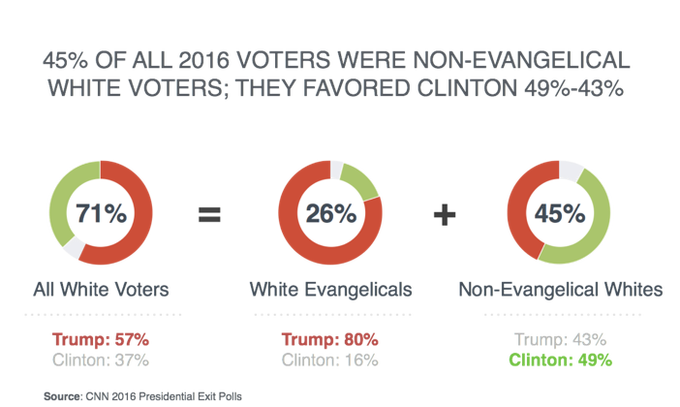 45% OF ALL 2016 VOTERS WERE NON-EVANGELICAL
WHITE VOTERS; THEY FAVORED CLINTON 49%-43%
71%
=
26%
+
45%
All White Voters
White Evangelicals
Non-Evangelical Whites
Trump: 57%
Clinton: 37%
Trump: 80%
Clinton: 16%
Trump: 43%
Clinton: 49%
Source: CNN 2016 Presidential Exit Polls